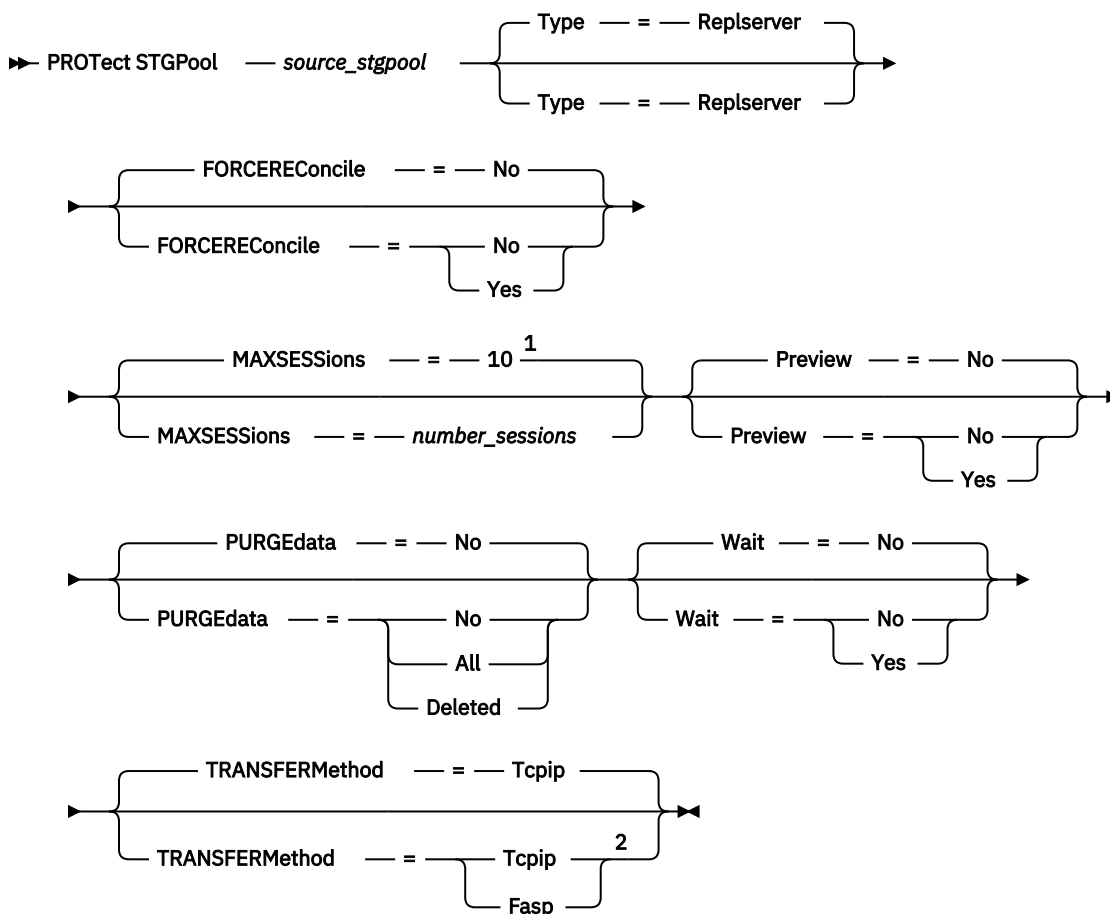 Type = Replserver
PROTect STGPool source_stgpool
Type = Replserver
FORCEREConcile = No
FORCEREConcile = No
Yes
MAXSESSions = 10 1
Preview = No
MAXSESSions = number_sessions
Preview = No
Yes
PURGEdata = No
Wait = No
PURGEdata = No
Wait = No
All
Yes
Deleted
TRANSFERMethod = Tcpip
TRANSFERMethod = Tcpip 2
Fasp